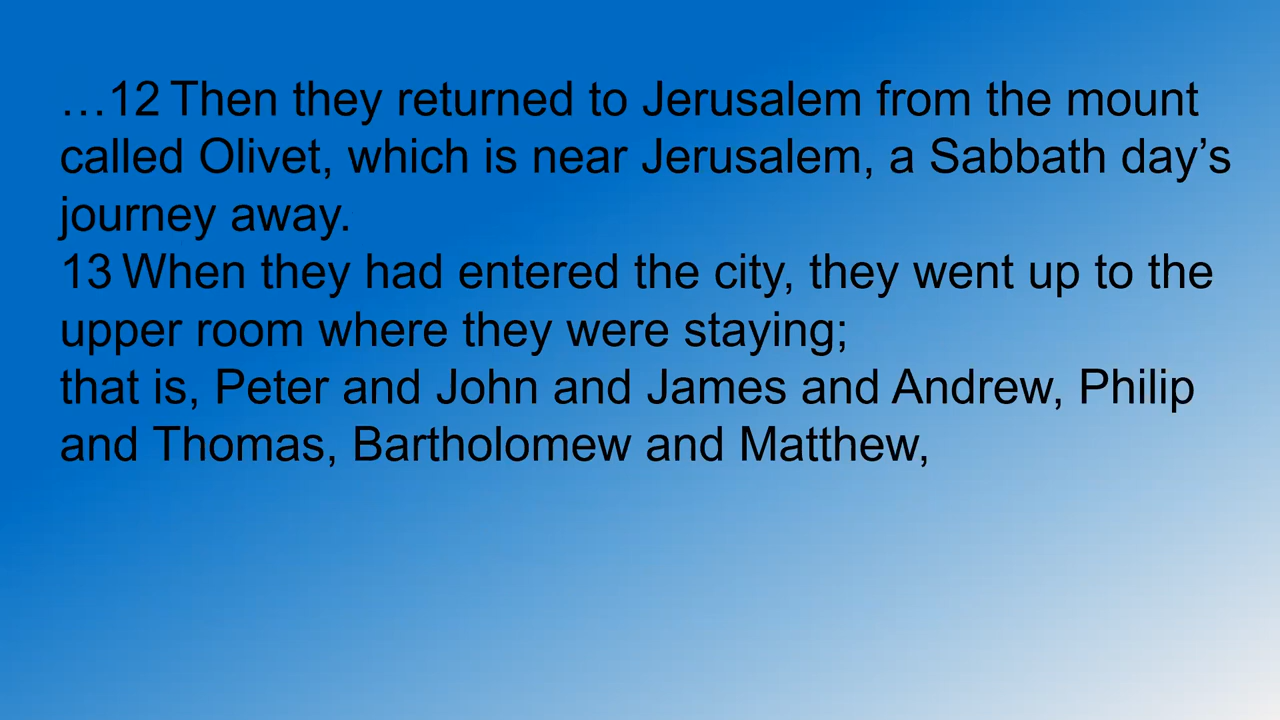 …12 Then they returned to Jerusalem from the mount
called Olivet, which is near Jerusalem, a Sabbath day’s
journey away.
13 When they had entered the city, they went up to the
upper room where they were staying;
that is, Peter and John and James and Andrew, Philip
and Thomas, Bartholomew and Matthew,